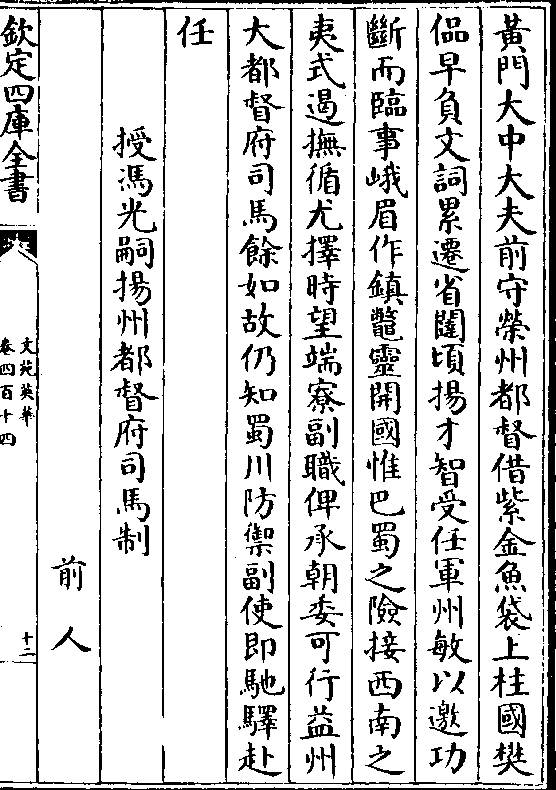 黃門大中大夫前守榮州都督借紫金魚袋上柱國樊
偘早負文詞累遷省闥頃揚才智受任軍州敏以邀功
斷而臨事峨眉作鎮鼈靈開國惟巴蜀之險接西南之
夷式遏撫循尤擇時望端寮副職俾承朝委可行益州
大都督府司馬餘如故仍知蜀川防禦副使即馳驛赴
任
授馮光嗣揚州都督府司馬制
前人
欽定四庫全書
文苑英華
卷四百十四
十二